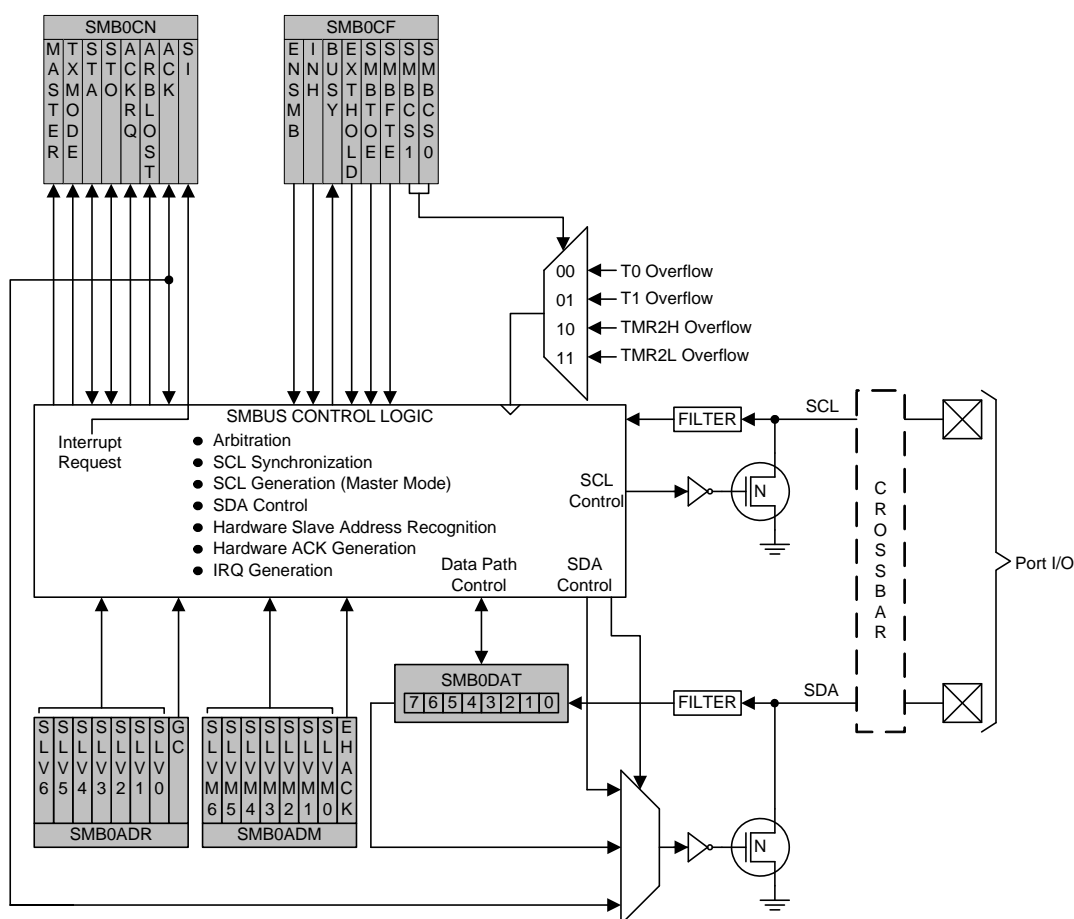 SMB0CN
MASTER
TXMODE
STA
STO
ACKRQ
ARBLOST
ACK
SI
SMB0CF
ENSMB
INH
BUSY
EXTHOLD
SMBTOE
SMBFTE
SMBCS1
SMBCS0
00
T0 Overflow
01
T1 Overflow
10
TMR2H Overflow
11
TMR2L Overflow
SMBUS CONTROL LOGIC
Interrupt
Request
● Arbitration
● SCL Synchronization
● SCL Generation (Master Mode)
● SDA Control
● Hardware Slave Address Recognition
● Hardware ACK Generation
● IRQ Generation
SCL
Control
Data Path
Control
SDA
Control
FILTER
SCL
N
CROSSBAR
Port I/O
SMB0DAT
7 6 5 4 3 2 1 0
FILTER
SDA
N
SLV6
SLV5
SLV4
SLV3
SLV2
SLV1
SLV0
GC
SMB0ADR
SLVM6
SLVM5
SLVM4
SLVM3
SLVM2
SLVM1
SLVM0
EHACK
SMB0ADM